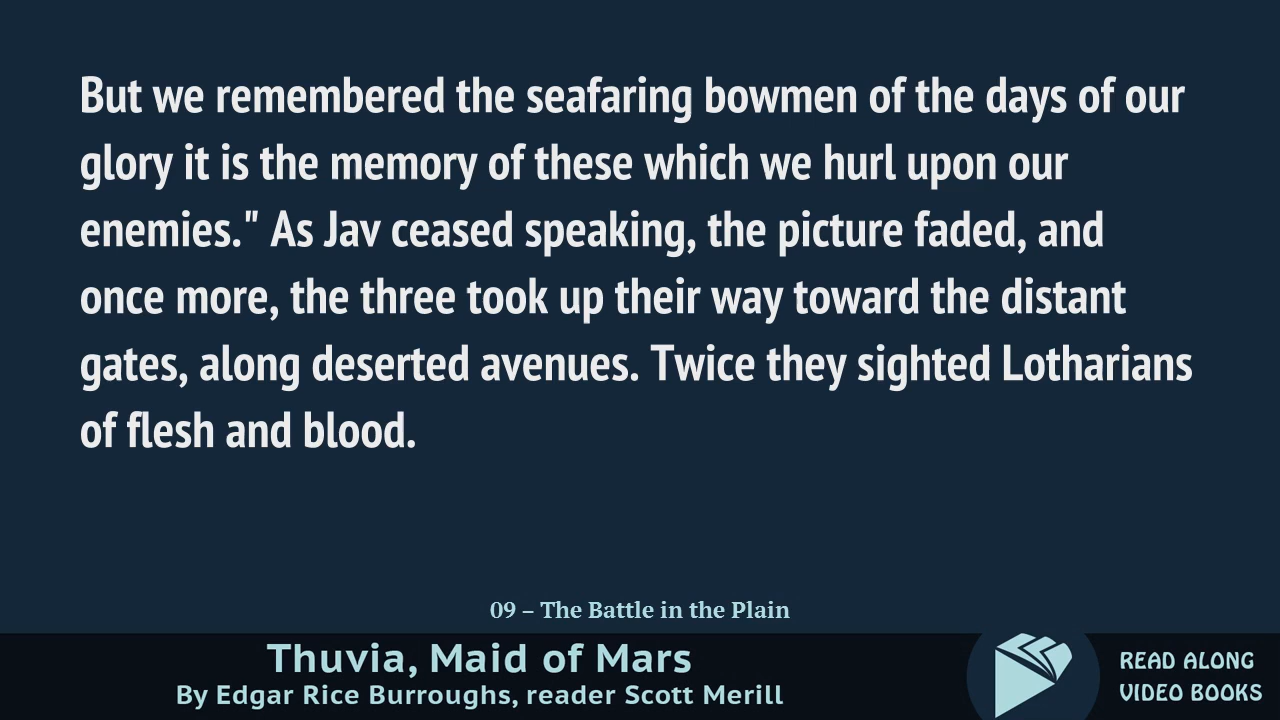 But we remembered the seafaring bowmen of the days of our
glory it is the memory of these which we hurl upon our
enemies." As Jav ceased speaking, the picture faded, and
once more, the three took up their way toward the distant
gates, along deserted avenues. Twice they sighted Lotharians
of flesh and blood.
09 – The Battle in the Plain
Thuvia, Maid of Mars
By Edgar Rice Burroughs, reader Scott Merill
READ ALONG
VIDEO BOOKS